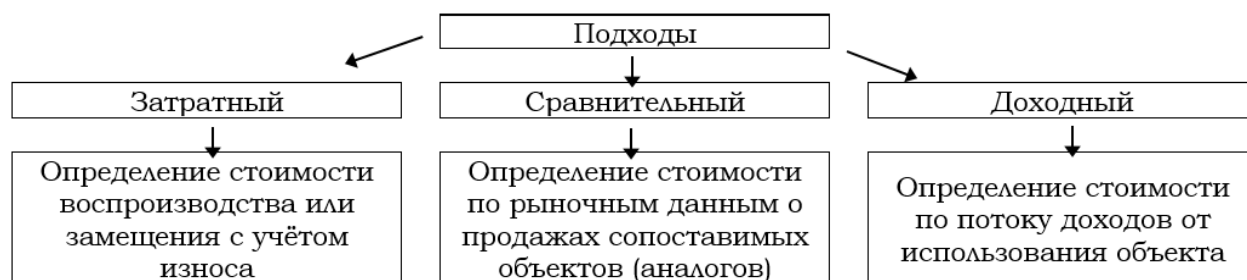 Подходы
Затратный
Сравнительный
Доходный
Определение стоимости
воспроизводства или
замещения с учётом
износа
Определение стоимости
по рыночным данным о
продажах сопоставимых
объектов (аналогов)
Определение стоимости
по потоку доходов от
использования объекта